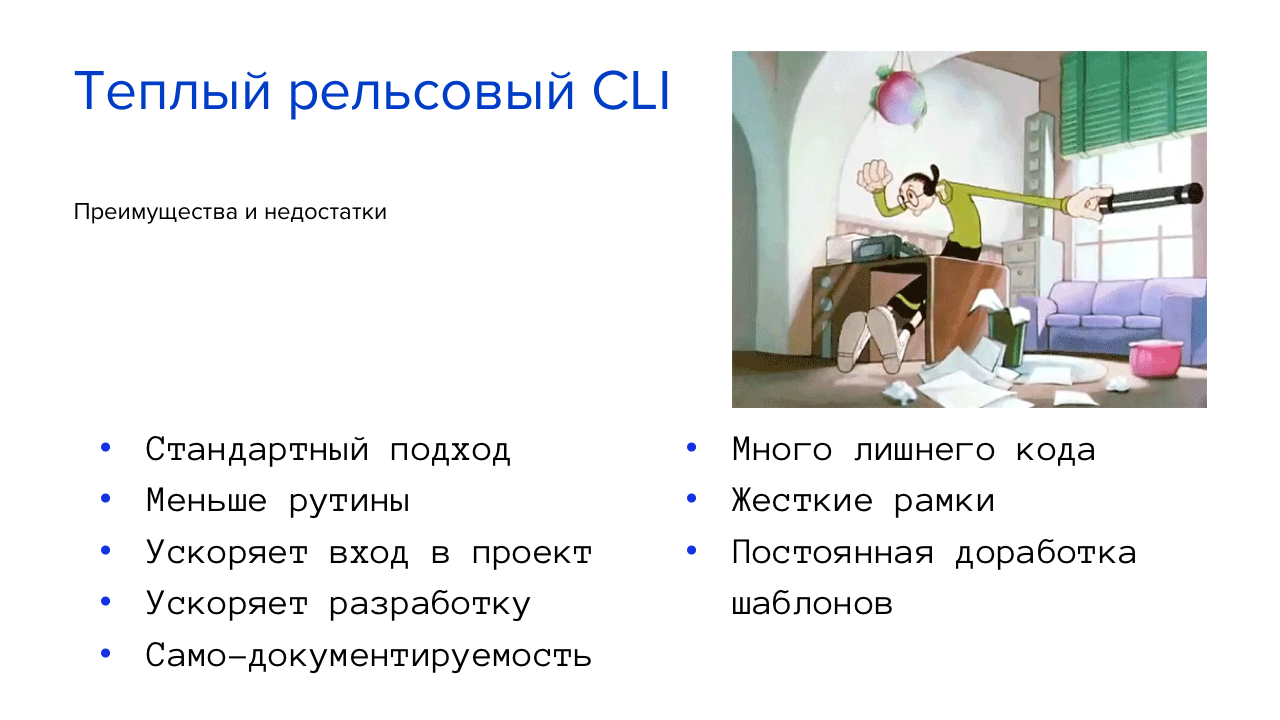 Теплый рельсовый CLI
Преимущества и недостатки
• Стандартный подход
• Меньше рутины
• Ускоряет вход в проект
• Ускоряет разработку
• Само-документируемость
• Много лишнего кода
• Жесткие рамки
• Постоянная доработка
шаблонов